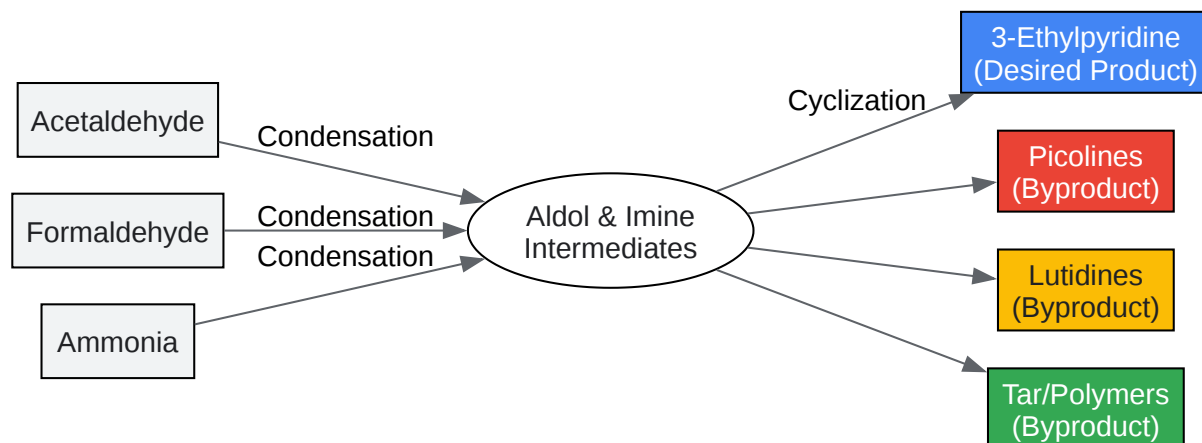 Acetaldehyde
Formaldehyde
Ammonia
Condensation
Condensation
Condensation
Aldol & Imine
Intermediates
Cyclization
3-Ethylpyridine
(Desired Product)
Picolines
(Byproduct)
Lutidines
(Byproduct)
Tar/Polymers
(Byproduct)